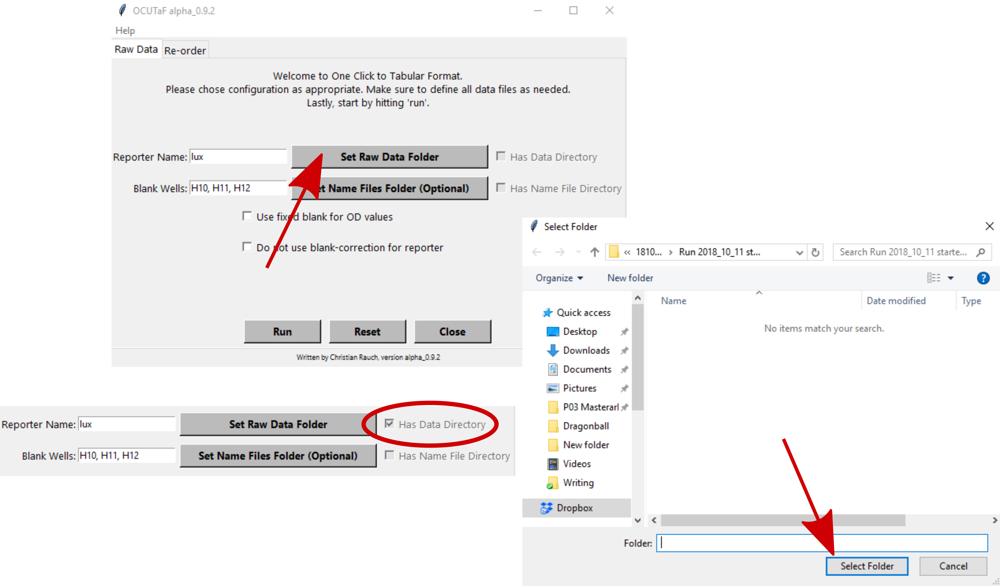 OCUTaF alpha_0.9.2
Help
Raw Data Re-order
Welcome to One Click to Tabular Format.
Please chose configuration as appropriate. Make sure to define all data files as needed.
Lastly, start by hitting 'run'.
Reporter Name: lux Set Raw Data Folder Has Data Directory
Blank Wells: H10, H11, H12 Name Files Folder (Optional) Has Name File Directory
Use fixed blank for OD values
Do not use blank-correction for reporter
Run Reset Close
Written by Christian Rauch, version alpha_0.9.2
Reporter Name: lux Set Raw Data Folder Has Data Directory
Blank Wells: H10, H11, H12 Set Name Files Folder (Optional) Has Name File Directory
Select Folder
« 1810... › Run 2018_10_11 st... Search Run 2018_10_11 starte...
Organize New folder
Name Date modified Type
No items match your search.
Quick access
Desktop
Downloads
Documents
Pictures
P03 Masterarl
Dragonball
New folder
Videos
Writing
Dropbox
Folder:
Select Folder Cancel